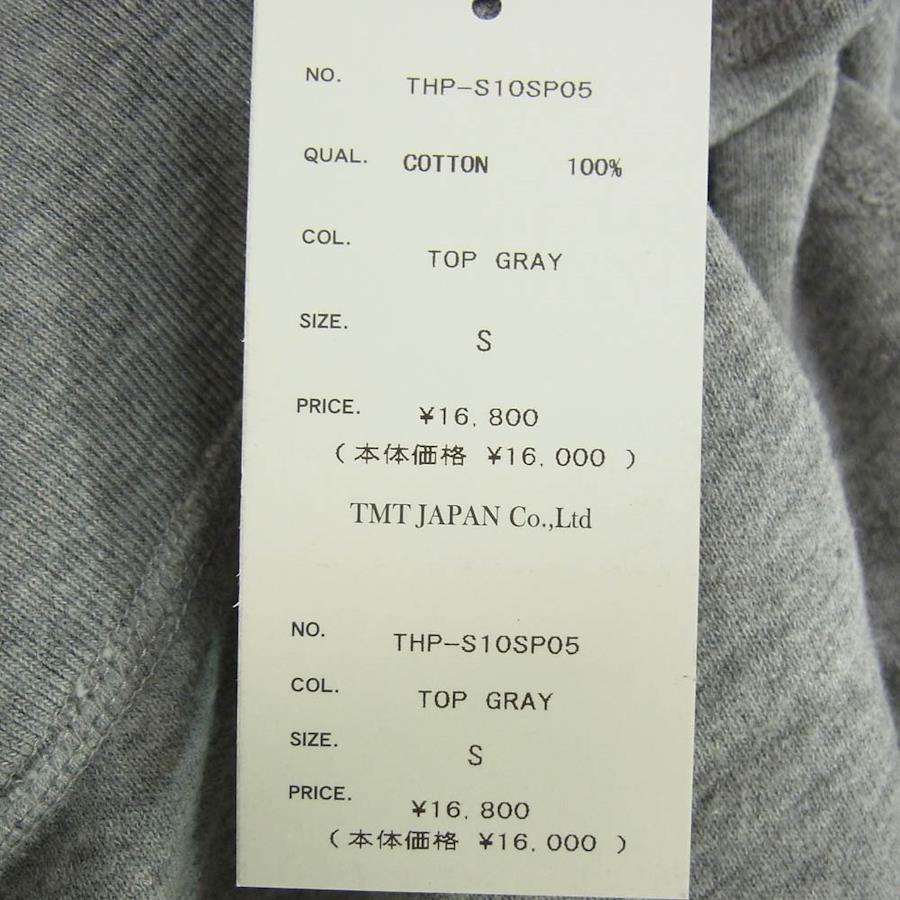 NO. THP-S10SP05
QUAL. COTTON 100%
COL. TOP GRAY
SIZE. S
PRICE. ¥16,800
(本体価格 ¥16,000 )
TMT JAPAN Co.,Ltd
NO. THP-S10SP05
COL. TOP GRAY
SIZE. S
PRICE. ¥16,800
(本体価格 ¥16,000 )